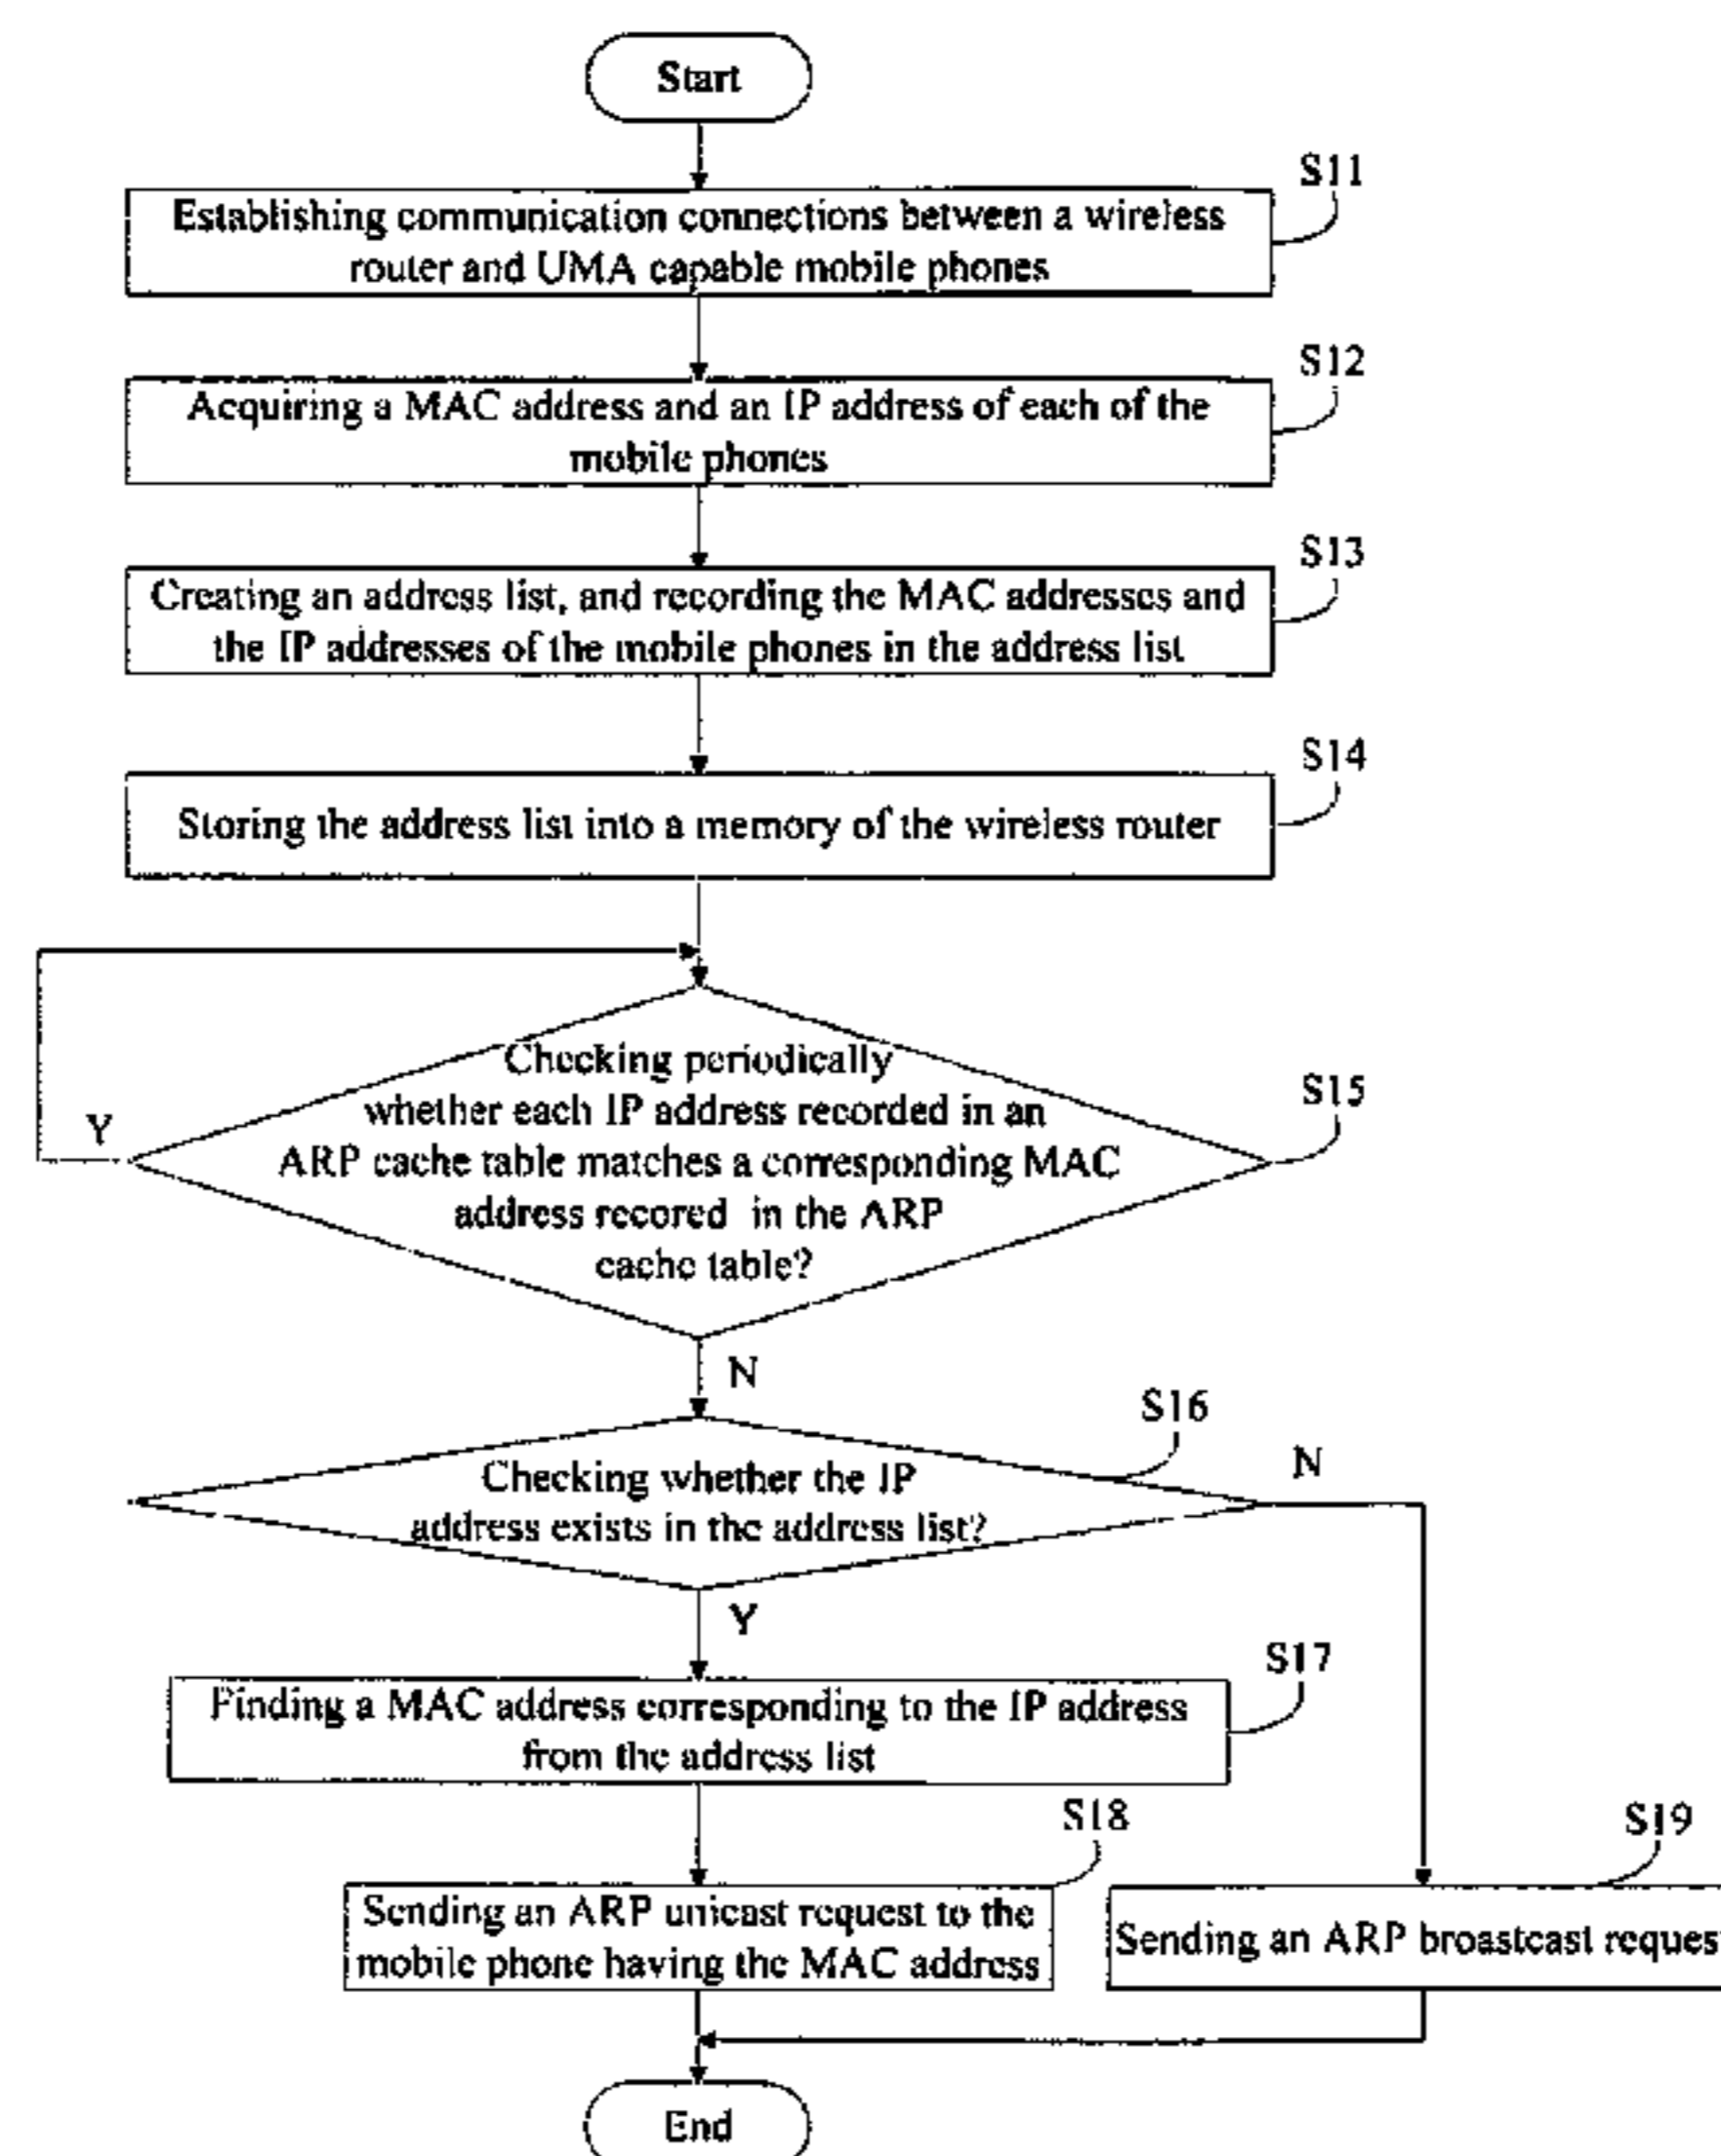 Start
S11
Establishing communication connections between a wireless
router and UMA capable mobile phones
S12
Acquiring a MAC address and an IP address of each of the
mobile phones
S13
Creating an address list, and recording the MAC addresses and
the IP addresses of the mobile phones in the address list
S14
Storing the address list into a memory of the wireless router
S15
Checking periodically
whether each IP address recorded in an
ARP cache table matches a corresponding MAC
address recored in the ARP
cache table?
Y
N
S16
Checking whether the IP
address exists in the address list?
N
Y
S17
Finding a MAC address corresponding to the IP address
from the address list
S18
Sending an ARP unicast request to the
mobile phone having the MAC address
S19
Sending an ARP broastcast request
End